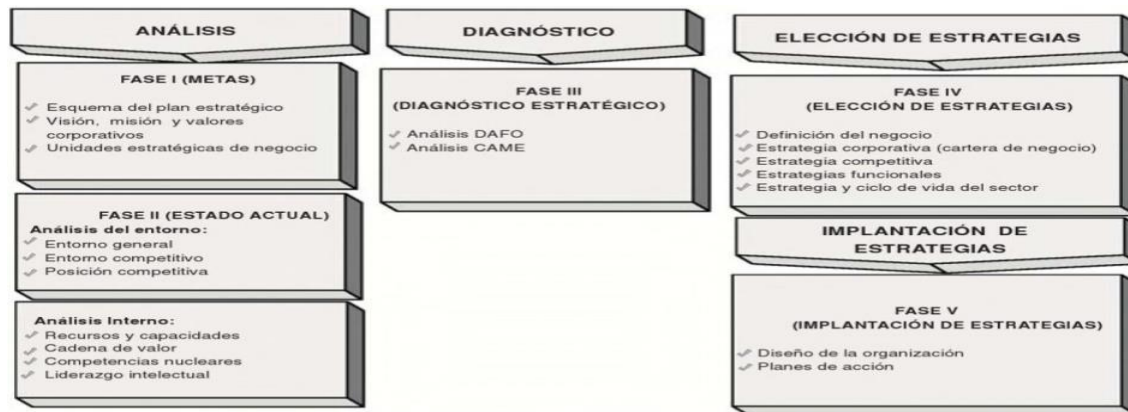 ANÁLISIS
FASE I (METAS)
Esquema del plan estratégico
Visión, misión y valores
corporativos
Unidades estratégicas de negocio
FASE II (ESTADO ACTUAL)
Análisis del entorno:
Entorno general
Entorno competitivo
Posición competitiva
Análisis Interno:
Recursos y capacidades
Cadena de valor
Competencias nucleares
Liderazgo intelectual
DIAGNÓSTICO
FASE III
(DIAGNÓSTICO ESTRATÉGICO)
Análisis DAFO
Análisis CAME
ELECCIÓN DE ESTRATEGIAS
FASE IV
(ELECCIÓN DE ESTRATEGIAS)
Definición del negocio
Estrategia corporativa (cartera de negocio)
Estrategia competitiva
Estrategias funcionales
Estrategia y ciclo de vida del sector
IMPLANTACIÓN DE
ESTRATEGIAS
FASE V
(IMPLANTACIÓN DE ESTRATEGIAS)
Diseño de la organización
Planes de acción